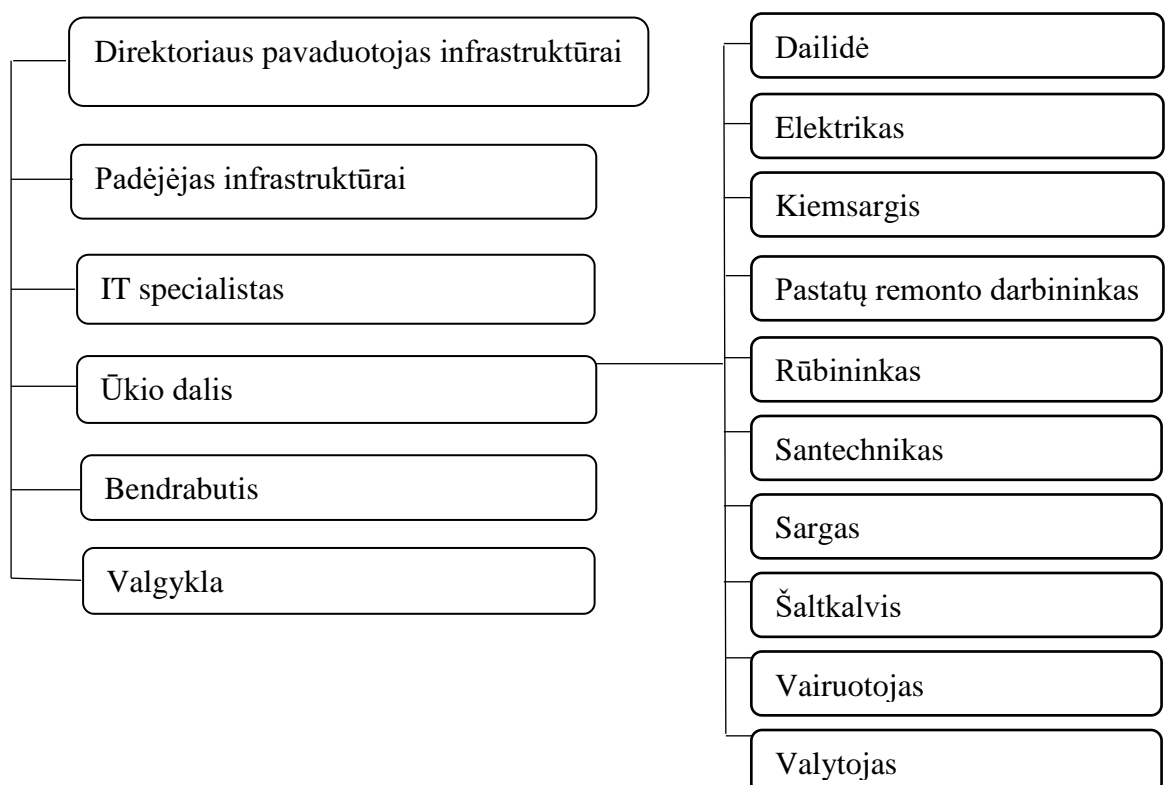 Direktoriaus pavaduotojas infrastruktūrai
Padėjėjas infrastruktūrai
IT specialistas
Ūkio dalis
Bendrabutis
Valgykla
Dailidė
Elektrikas
Kiemsargis
Pastatų remonto darbininkas
Rūbininkas
Santechnikas
Sargas
Šaltkalvis
Vairuotojas
Valytojas